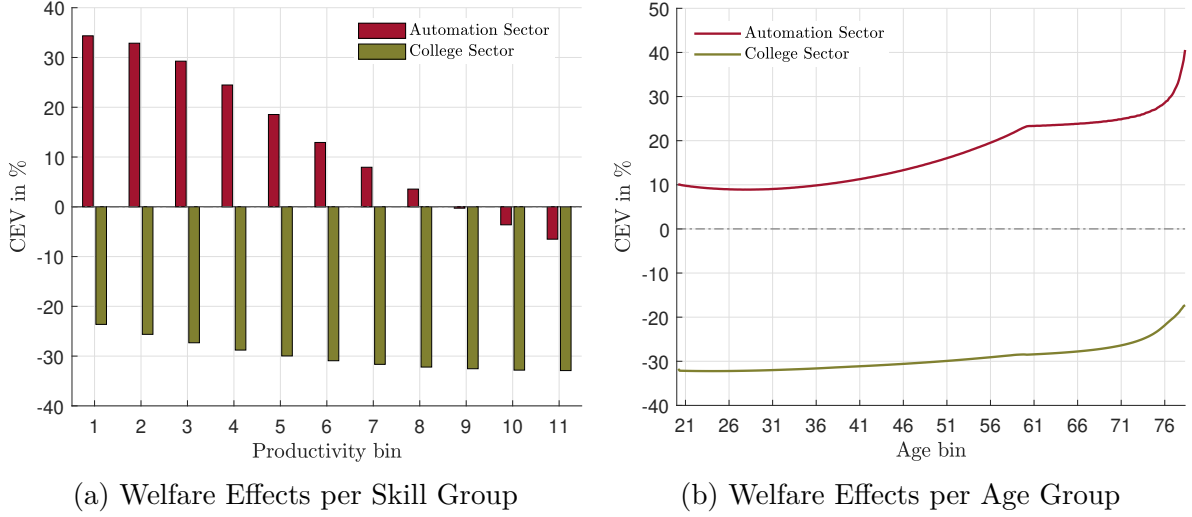 40
30
20
10
0
-10
-20
-30
-40
CEV in %
Automation Sector
College Sector
1 2 3 4 5 6 7 8 9 10 11
Productivity bin
(a) Welfare Effects per Skill Group
50
40
30
20
10
0
-10
-20
-30
-40
CEV in %
Automation Sector
College Sector
21 26 31 36 41 46 51 56 61 66 71 76
Age bin
(b) Welfare Effects per Age Group